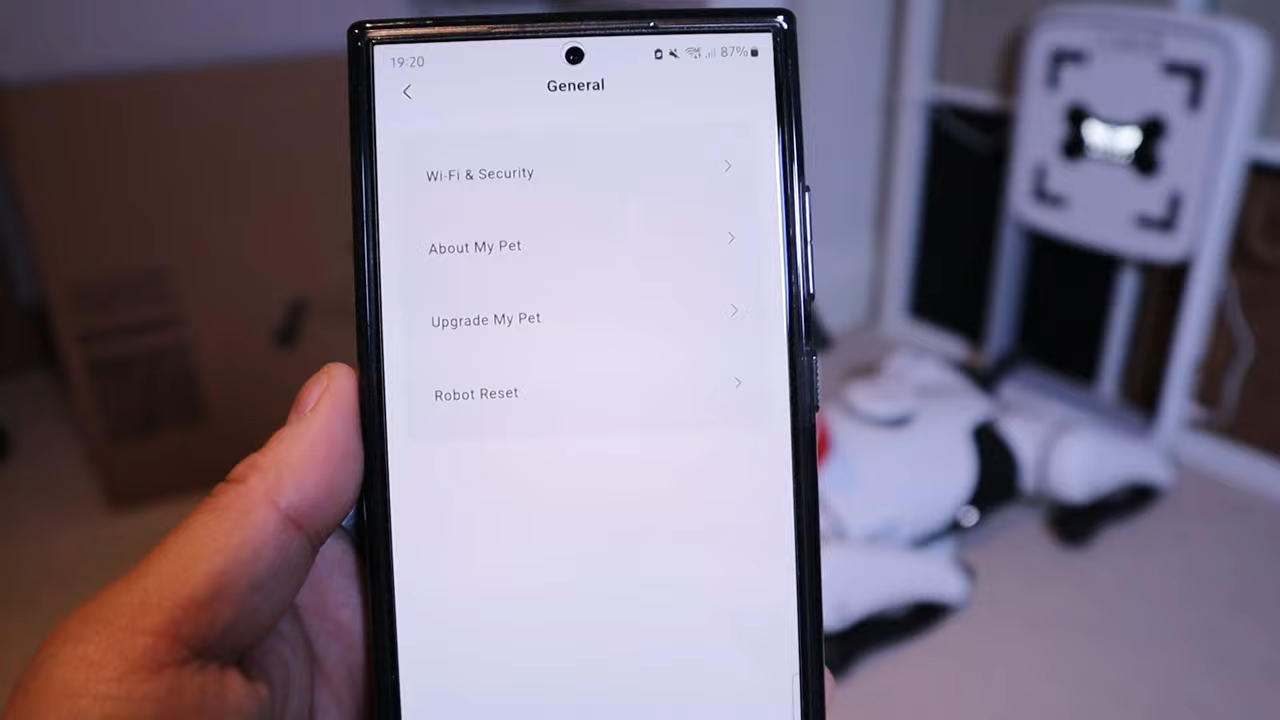 19:20
87%
General
Wi-Fi & Security
About My Pet
Upgrade My Pet
Robot Reset